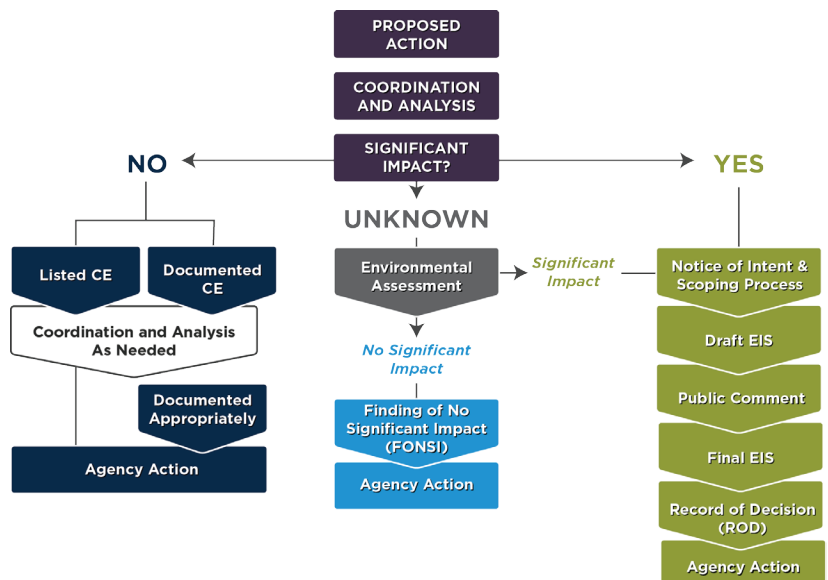 PROPOSED
ACTION
COORDINATION
AND ANALYSIS
SIGNIFICANT
IMPACT?
NO
YES
UNKNOWN
Listed CE
Documented
CE
Coordination and Analysis
As Needed
Documented
Appropriately
Agency Action
Environmental
Assessment
Significant
Impact
No Significant
Impact
Finding of No
Significant Impact
(FONSI)
Agency Action
Notice of Intent &
Scoping Process
Draft EIS
Public Comment
Final EIS
Record of Decision
(ROD)
Agency Action